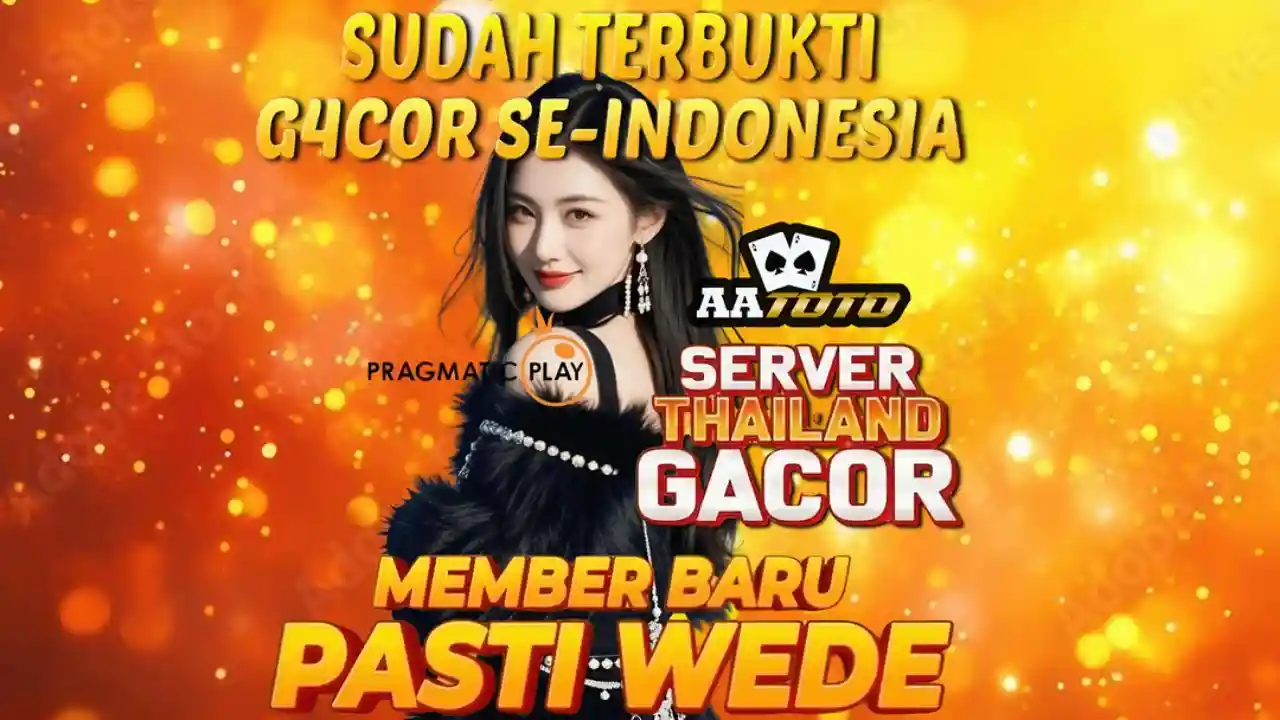 SUDAH TERBUKTI
G4COR SE-INDONESIA
AATOTO
PRAGMATIC PLAY
SERVER
THAILAND
GACOR
MEMBER BARU
PASTI WEDE